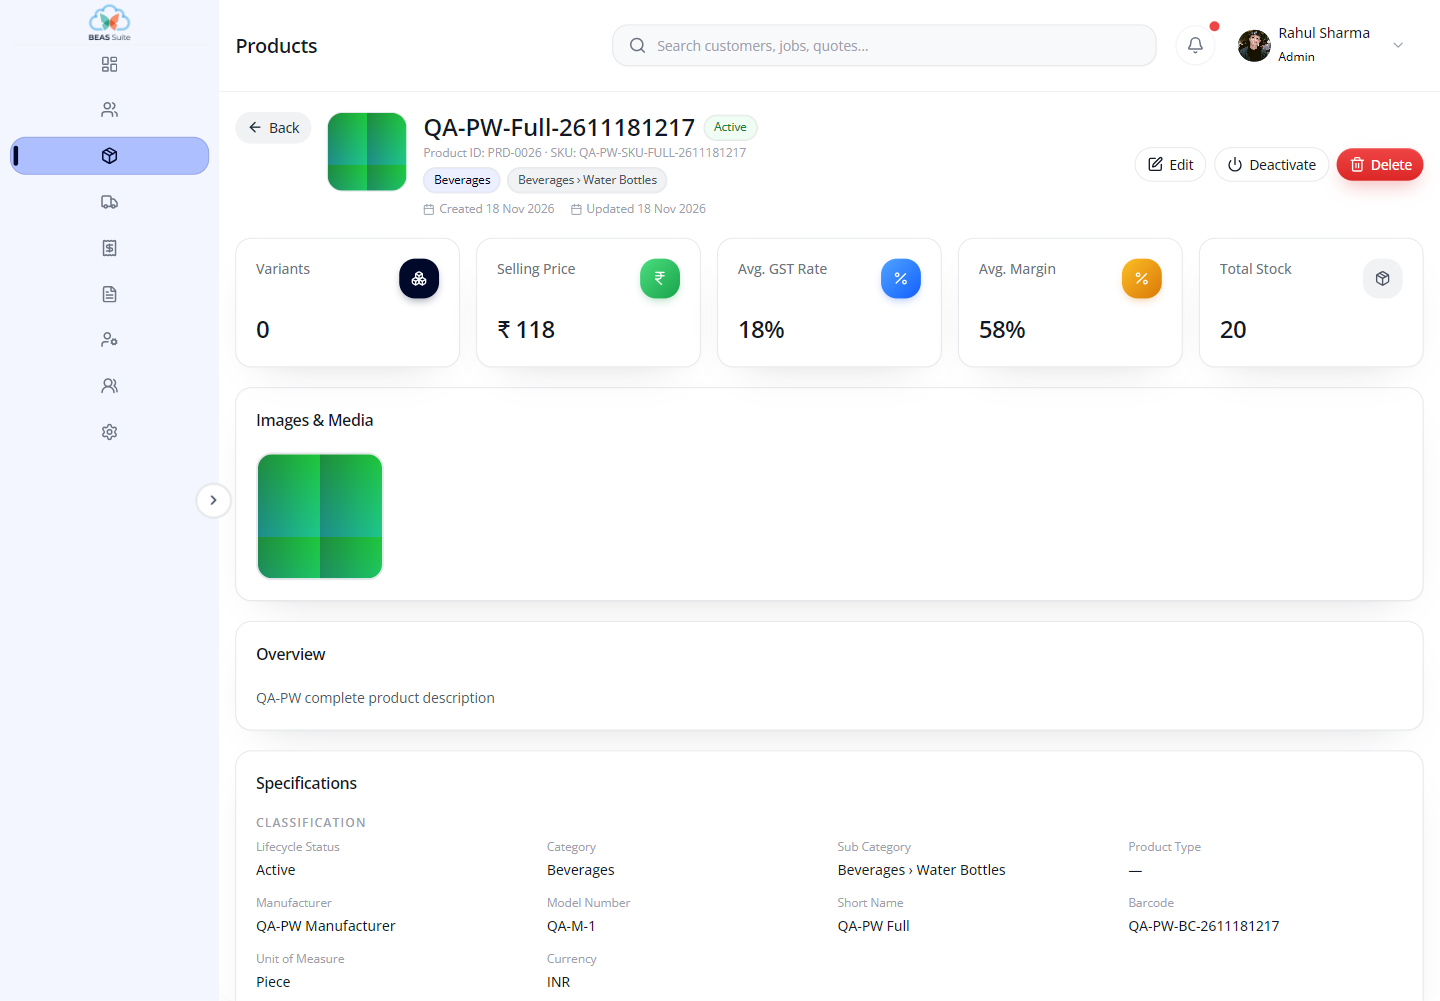 BEAS Suite
Products
Search customers, jobs, quotes...
Rahul Sharma
Admin
Back
QA-PW-Full-2611181217
Active
Product ID: PRD-0026 · SKU: QA-PW-SKU-FULL-2611181217
Beverages
Beverages › Water Bottles
Created 18 Nov 2026
Updated 18 Nov 2026
Edit
Deactivate
Delete
Variants
0
Selling Price
₹
₹ 118
Avg. GST Rate
%
18%
Avg. Margin
%
58%
Total Stock
20
Images & Media
Overview
QA-PW complete product description
Specifications
CLASSIFICATION
Lifecycle Status
Active
Category
Beverages
Sub Category
Beverages › Water Bottles
Product Type
—
Manufacturer
QA-PW Manufacturer
Model Number
QA-M-1
Short Name
QA-PW Full
Barcode
QA-PW-BC-2611181217
Unit of Measure
Piece
Currency
INR